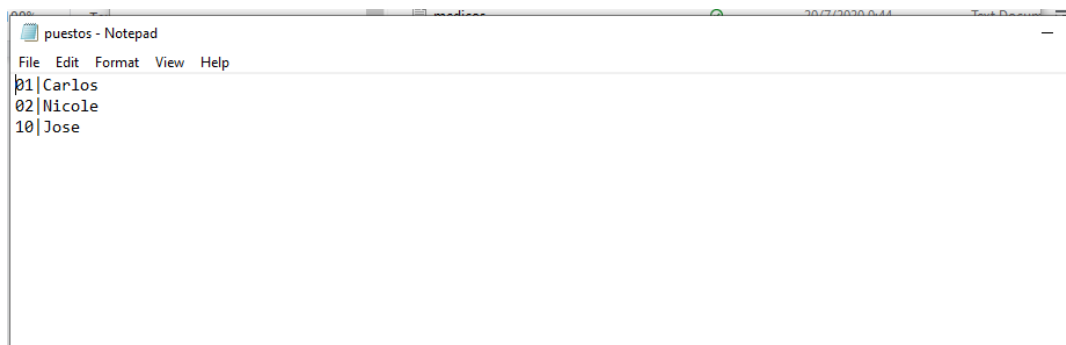 puestos - Notepad
File Edit Format View Help
01|Carlos
02|Nicole
10|Jose